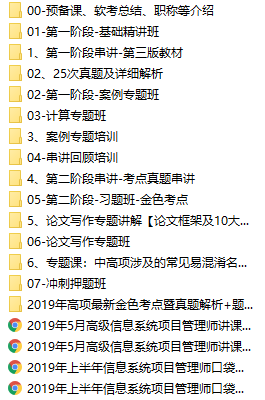 00-预备课、软考总结、职称等介绍
01-第一阶段-基础精讲班
1、第一阶段串讲-第三版教材
02、25次真题及详细解析
02-第一阶段-案例专题班
03-计算专题班
3、案例专题培训
04-串讲回顾培训
4、第二阶段串讲-考点真题串讲
05-第二阶段-习题班-金色考点
5、论文写作专题讲解【论文框架及10大...
06-论文写作专题班
6、专题课：中高项涉及的常见易混淆名...
07-冲刺押题班
2019年高项最新金色考点暨真题解析+题...
2019年5月高级信息系统项目管理师讲课...
2019年5月高级信息系统项目管理师讲课...
2019年上半年信息系统项目管理师口袋...
2019年上半年信息系统项目管理师口袋...